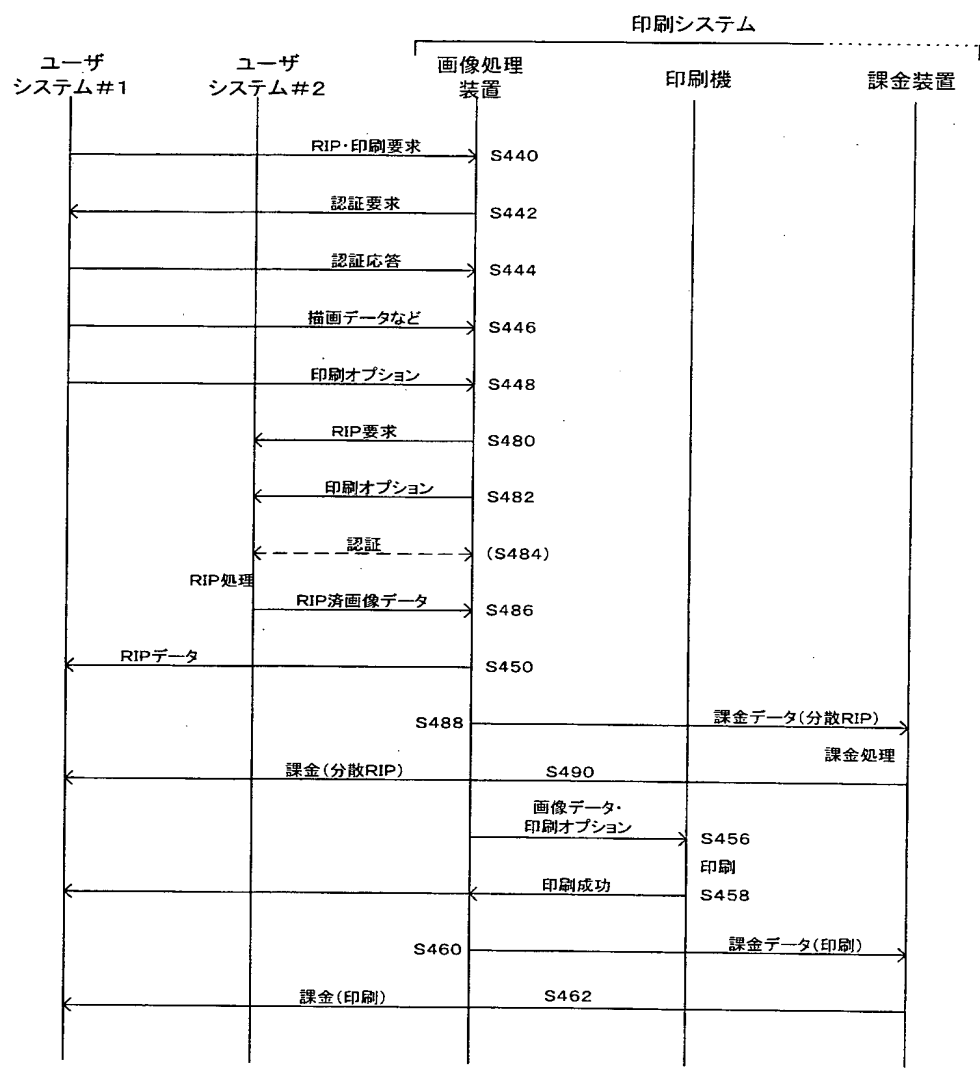 印刷システム
ユーザ
システム#1
ユーザ
システム#2
画像処理
装置
印刷機
課金装置
RIP・印刷要求
S440
認証要求
S442
認証応答
S444
描画データなど
S446
印刷オプション
S448
RIP要求
S480
印刷オプション
S482
認証
(S484)
RIP処理
RIP済画像データ
S486
RIPデータ
S450
S488
課金データ(分散RIP)
課金処理
課金(分散RIP)
S490
画像データ・
印刷オプション
S456
印刷
印刷成功
S458
S460
課金データ(印刷)
課金(印刷)
S462